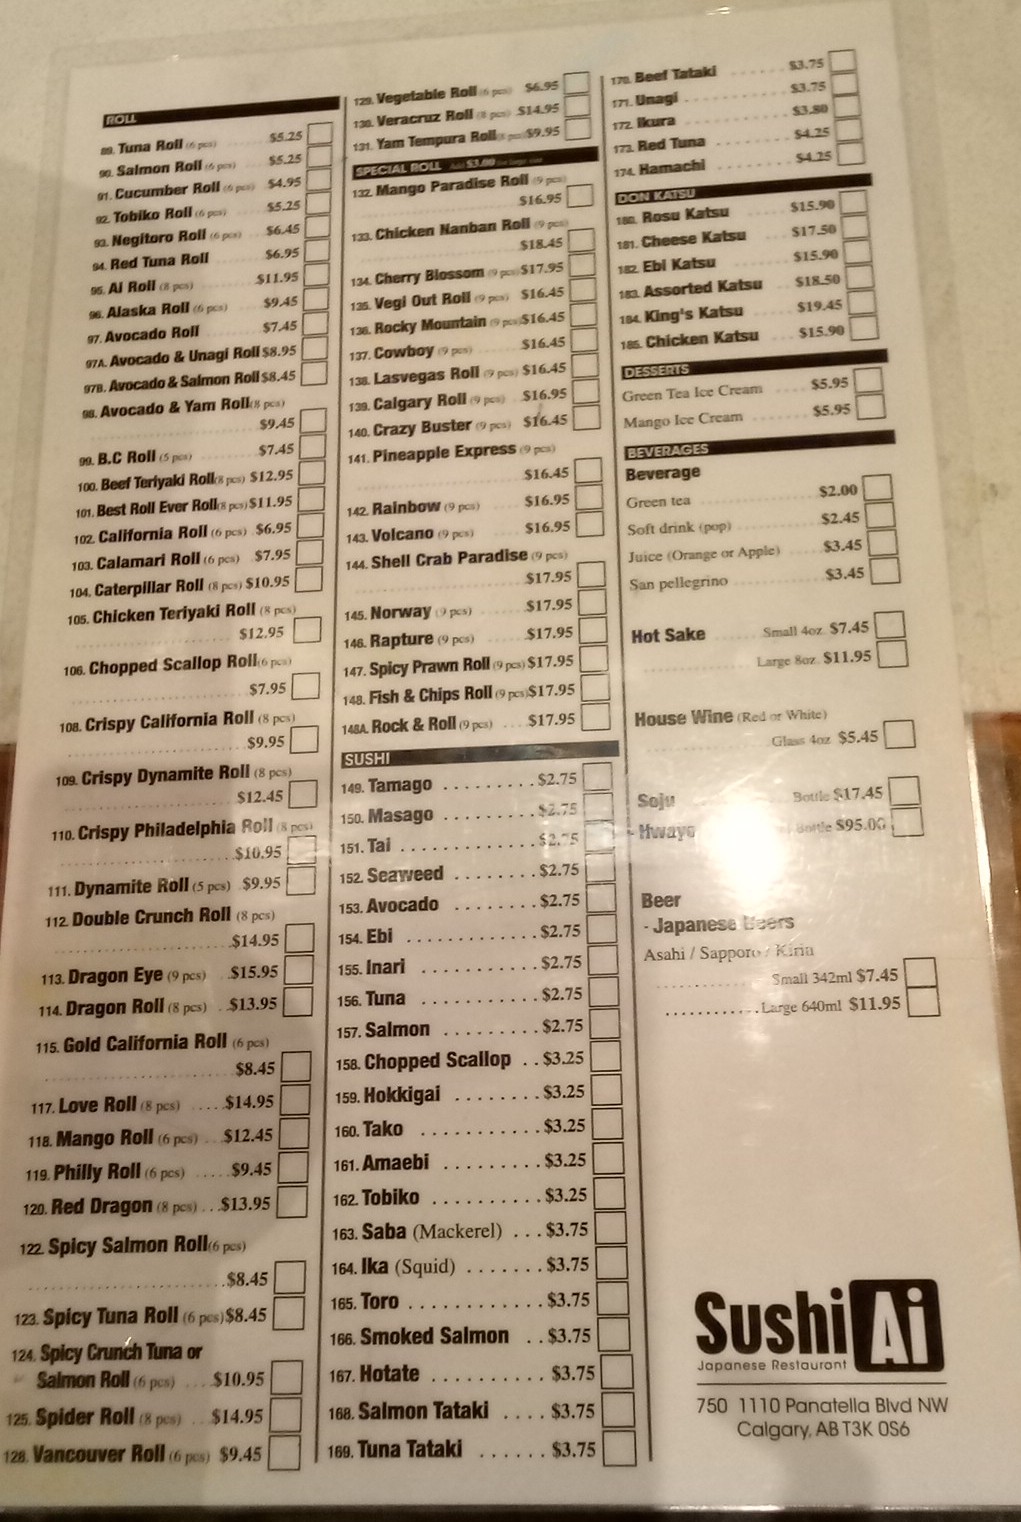 ROLL
89. Tuna Roll (6 pcs) $5.25
90. Salmon Roll (6 pcs) $5.25
91. Cucumber Roll (6 pcs) $4.95
92. Tobiko Roll (6 pcs) $5.25
93. Negitoro Roll (6 pcs) $6.45
94. Red Tuna Roll $6.95
95. Ai Roll (8 pcs) $11.95
96. Alaska Roll (6 pcs) $9.45
97. Avocado Roll $7.45
97A. Avocado & Unagi Roll $8.95
97B. Avocado & Salmon Roll $8.45
98. Avocado & Yam Roll (8 pcs)
$9.45
99. B.C Roll (5 pcs) $7.45
100. Beef Teriyaki Roll (8 pcs) $12.95
101. Best Roll Ever Roll (8 pcs) $11.95
102. California Roll (6 pcs) $6.95
103. Calamari Roll (6 pcs) $7.95
104. Caterpillar Roll (8 pcs) $10.95
105. Chicken Teriyaki Roll (8 pcs)
$12.95
106. Chopped Scallop Roll (6 pcs)
$7.95
108. Crispy California Roll (8 pcs)
$9.95
109. Crispy Dynamite Roll (8 pcs)
$12.45
110. Crispy Philadelphia Roll (8 pcs)
$10.95
111. Dynamite Roll (5 pcs) $9.95
112. Double Crunch Roll (8 pcs)
$14.95
113. Dragon Eye (9 pcs) $15.95
114. Dragon Roll (8 pcs) $13.95
115. Gold California Roll (6 pcs)
$8.45
117. Love Roll (8 pcs) $14.95
118. Mango Roll (6 pcs) $12.45
119. Philly Roll (6 pcs) $9.45
120. Red Dragon (8 pcs) $13.95
122. Spicy Salmon Roll (6 pcs)
$8.45
123. Spicy Tuna Roll (6 pcs) $8.45
124. Spicy Crunch Tuna or
Salmon Roll (6 pcs) $10.95
125. Spider Roll (8 pcs) $14.95
128. Vancouver Roll (6 pcs) $9.45
129. Vegetable Roll (6 pcs) $6.95
130. Veracruz Roll (8 pcs) $14.95
131. Yam Tempura Roll (8 pcs) $9.95
SPECIAL ROLL Add $3.00 for large size
132. Mango Paradise Roll (9 pcs)
$16.95
133. Chicken Nanban Roll (9 pcs)
$18.45
134. Cherry Blossom (9 pcs) $17.95
135. Vegi Out Roll (9 pcs) $16.45
136. Rocky Mountain (9 pcs) $16.45
137. Cowboy (9 pcs) $16.45
138. Lasvegas Roll (9 pcs) $16.45
139. Calgary Roll (9 pcs) $16.95
140. Crazy Buster (9 pcs) $16.45
141. Pineapple Express (9 pcs)
$16.45
142. Rainbow (9 pcs) $16.95
143. Volcano (9 pcs) $16.95
144. Shell Crab Paradise (9 pcs)
$17.95
145. Norway (9 pcs) $17.95
146. Rapture (9 pcs) $17.95
147. Spicy Prawn Roll (9 pcs) $17.95
148. Fish & Chips Roll (9 pcs) $17.95
148A. Rock & Roll (9 pcs) $17.95
SUSHI
149. Tamago $2.75
150. Masago $2.75
151. Tai $2.75
152. Seaweed $2.75
153. Avocado $2.75
154. Ebi $2.75
155. Inari $2.75
156. Tuna $2.75
157. Salmon $2.75
158. Chopped Scallop $3.25
159. Hokkigai $3.25
160. Tako $3.25
161. Amaebi $3.25
162. Tobiko $3.25
163. Saba (Mackerel) $3.75
164. Ika (Squid) $3.75
165. Toro $3.75
166. Smoked Salmon $3.75
167. Hotate $3.75
168. Salmon Tataki $3.75
169. Tuna Tataki $3.75
170. Beef Tataki $3.75
171. Unagi $3.75
172. Ikura $3.80
173. Red Tuna $4.25
174. Hamachi $4.25
DON KATSU
180. Rosu Katsu $15.90
181. Cheese Katsu $17.50
182. Ebi Katsu $15.90
183. Assorted Katsu $18.50
184. King's Katsu $19.45
185. Chicken Katsu $15.90
DESSERTS
Green Tea Ice Cream $5.95
Mango Ice Cream $5.95
BEVERAGES
Beverage
Green tea $2.00
Soft drink (pop) $2.45
Juice (Orange or Apple) $3.45
San pellegrino $3.45
Hot Sake Small 4oz $7.45
Large 8oz $11.95
House Wine (Red or White)
Glass 4oz $5.45
Soju Bottle $17.45
- Hwayo Bottle $95.00
Beer
- Japanese Beers
Asahi / Sapporo / Kiria
Small 342ml $7.45
Large 640ml $11.95
Sushi Ai
Japanese Restaurant
750 1110 Panatella Blvd NW
Calgary, AB T3K 0S6